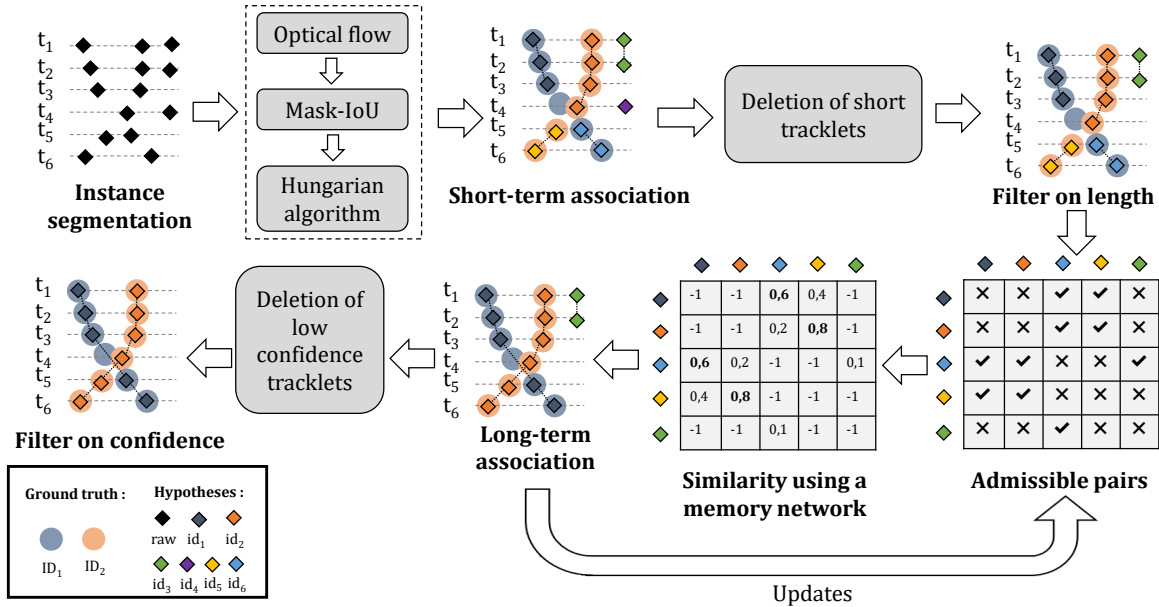 t1
t2
t3
t4
t5
t6
Instance
segmentation
Optical flow
Mask-IoU
Hungarian
algorithm
t1
t2
t3
t4
t5
t6
Short-term association
Deletion of short
tracklets
t1
t2
t3
t4
t5
t6
Filter on length
Admissible pairs
-1 -1 0,6 0,4 -1
-1 -1 0,2 0,8 -1
0,6 0,2 -1 -1 0,1
0,4 0,8 -1 -1 -1
-1 -1 0,1 -1 -1
Similarity using a
memory network
t1
t2
t3
t4
t5
t6
Long-term
association
Deletion of
low
confidence
tracklets
t1
t2
t3
t4
t5
t6
Filter on confidence
Updates
Ground truth :
ID1 ID2
Hypotheses :
raw id1 id2
id3 id4 id5 id6